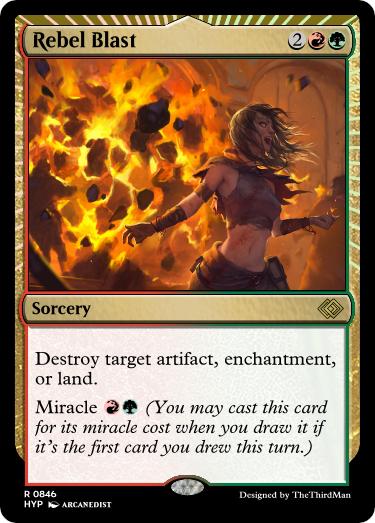 Rebel Blast 2
Sorcery
Destroy target artifact, enchantment,
or land.
Miracle (You may cast this card
for its miracle cost when you draw it if
it's the first card you drew this turn.)
R 0846
HYP ARCANEDIST Designed by TheThirdMan